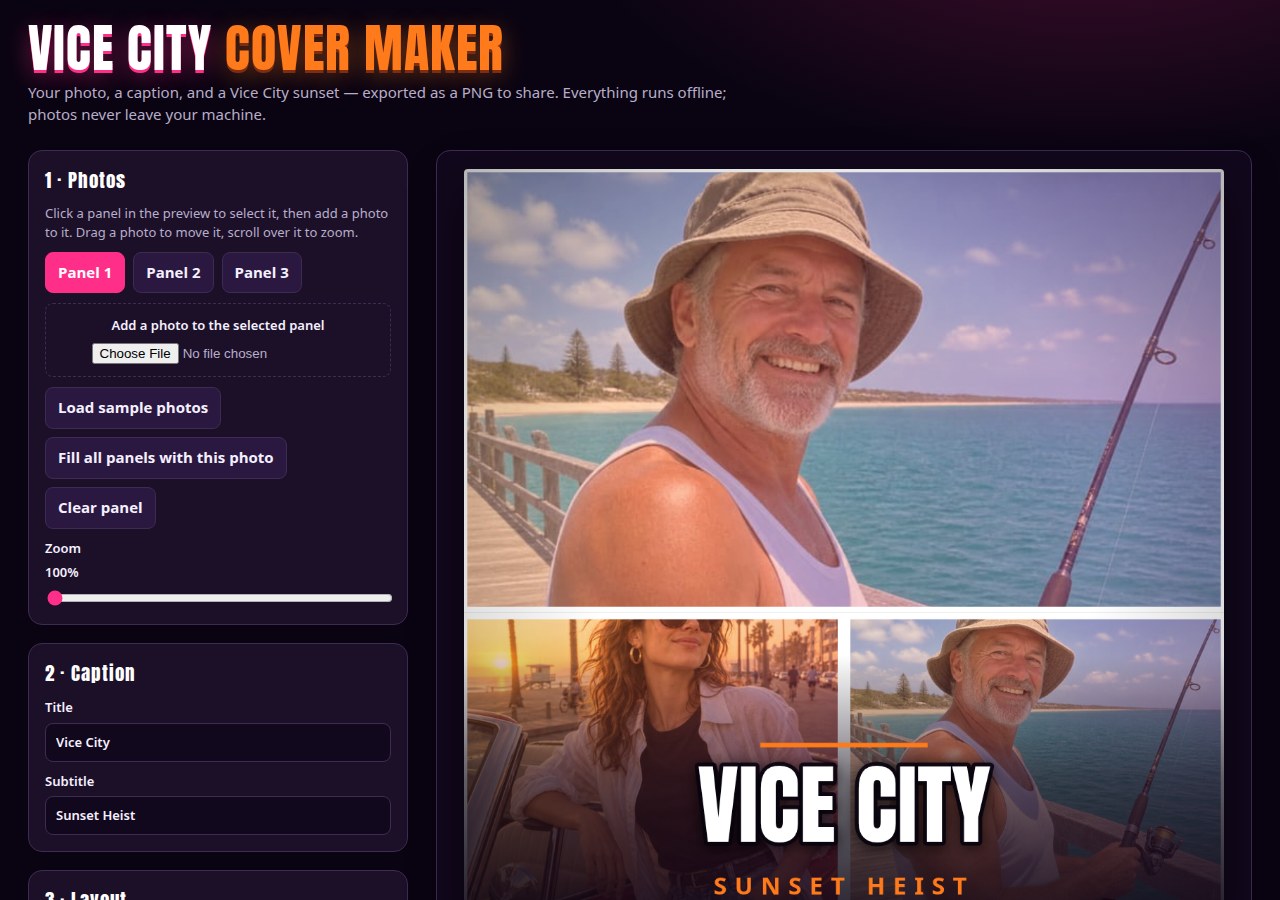 VICE CITY COVER MAKER
Your photo, a caption, and a Vice City sunset — exported as a PNG to share. Everything runs offline;
photos never leave your machine.
1 · Photos
Click a panel in the preview to select it, then add a photo
to it. Drag a photo to move it, scroll over it to zoom.
Panel 1
Panel 2
Panel 3
Add a photo to the selected panel
Choose File No file chosen
Load sample photos
Fill all panels with this photo
Clear panel
Zoom
100%
2 · Caption
Title
Vice City
Subtitle
Sunset Heist
3 · Layout
VICE CITY
SUNSET HEIST